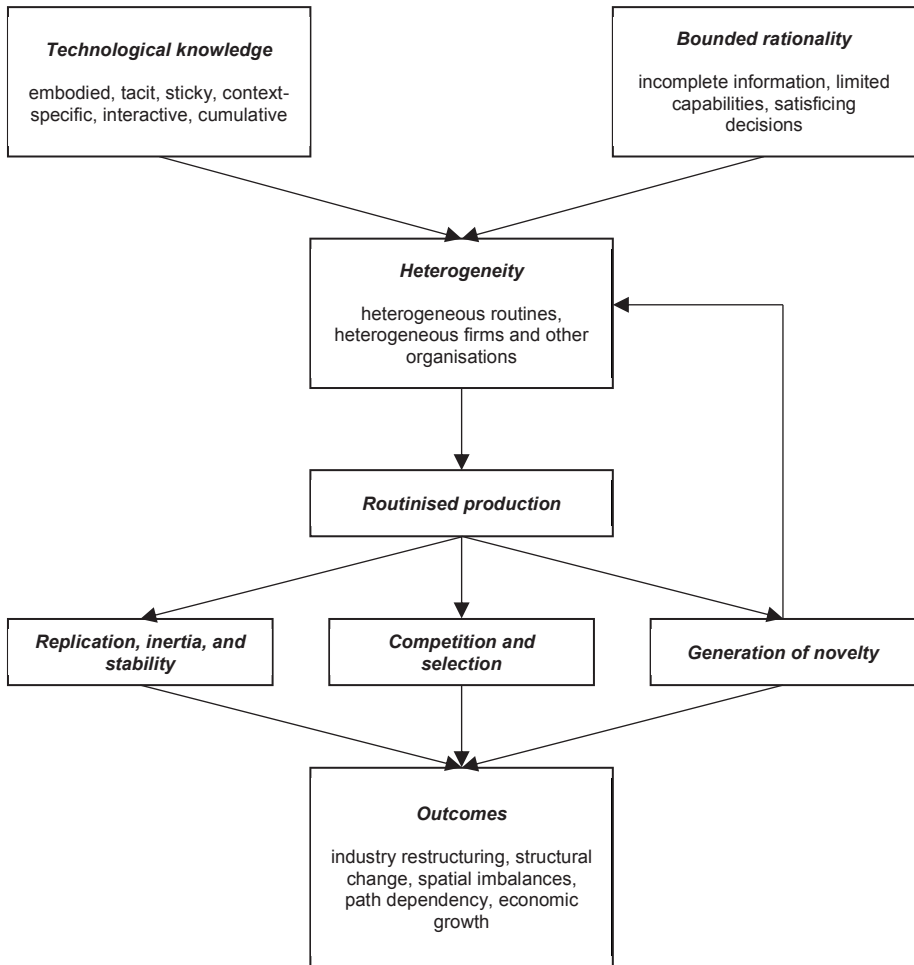 Technological knowledge
embodied, tacit, sticky, context-
specific, interactive, cumulative
Bounded rationality
incomplete information, limited
capabilities, satisficing
decisions
Heterogeneity
heterogeneous routines,
heterogeneous firms and other
organisations
Routinised production
Replication, inertia, and
stability
Competition and
selection
Generation of novelty
Outcomes
industry restructuring, structural
change, spatial imbalances,
path dependency, economic
growth